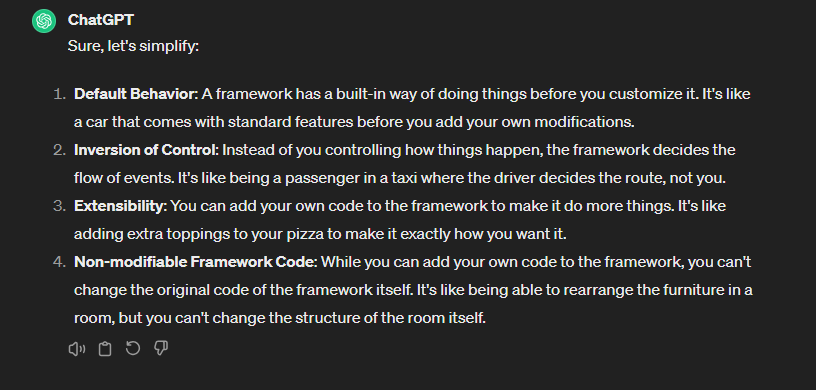 ChatGPT
Sure, let's simplify:
1. Default Behavior: A framework has a built-in way of doing things before you customize it. It's like
a car that comes with standard features before you add your own modifications.
2. Inversion of Control: Instead of you controlling how things happen, the framework decides the
flow of events. It's like being a passenger in a taxi where the driver decides the route, not you.
3. Extensibility: You can add your own code to the framework to make it do more things. It's like
adding extra toppings to your pizza to make it exactly how you want it.
4. Non-modifiable Framework Code: While you can add your own code to the framework, you can't
change the original code of the framework itself. It's like being able to rearrange the furniture in a
room, but you can't change the structure of the room itself.